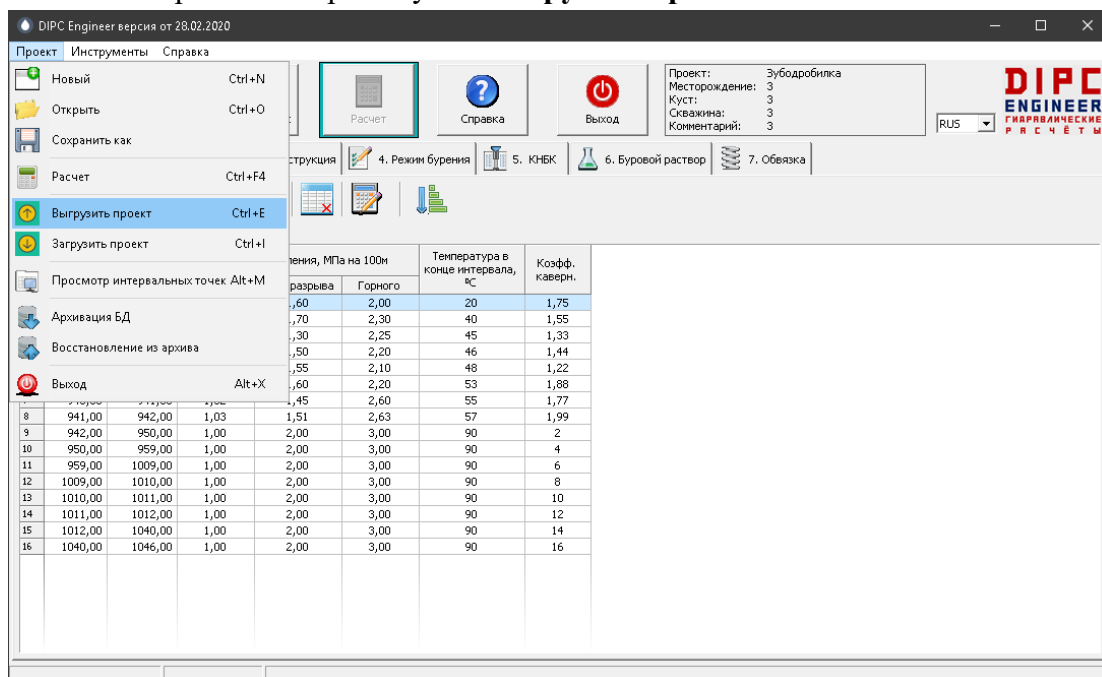 DIPC Engineer версия от 28.02.2020
Проект Инструменты Справка
Новый Ctrl+N
Открыть Ctrl+O
Сохранить как
Расчет Ctrl+F4
Выгрузить проект Ctrl+E
Загрузить проект Ctrl+I
Просмотр интервальных точек Alt+M
Архивация БД
Восстановление из архива
Выход Alt+X
Расчет
Справка
Выход
Проект: Зубодробилка
Месторождение: 3
Куст: 3
Скважина: 3
Комментарий: 3
RUS
DIPC
ENGINEER
ГИДРАВЛИЧЕСКИЕ
РАСЧЁТЫ
струкция 4. Режим бурения 5. КНБК 6. Буровой раствор 7. Обвязка
ления, МПа на 100м
разрыва Горного
Температура в
конце интервала,
ºC
Коэфф.
каверн.
,60 2,00 20 1,75
,70 2,30 40 1,55
,30 2,25 45 1,33
,50 2,20 46 1,44
,55 2,10 48 1,22
,60 2,20 53 1,88
1,45 2,60 55 1,77
8 941,00 942,00 1,03 1,51 2,63 57 1,99
9 942,00 950,00 1,00 2,00 3,00 90 2
10 950,00 959,00 1,00 2,00 3,00 90 4
11 959,00 1009,00 1,00 2,00 3,00 90 6
12 1009,00 1010,00 1,00 2,00 3,00 90 8
13 1010,00 1011,00 1,00 2,00 3,00 90 10
14 1011,00 1012,00 1,00 2,00 3,00 90 12
15 1012,00 1040,00 1,00 2,00 3,00 90 14
16 1040,00 1046,00 1,00 2,00 3,00 90 16